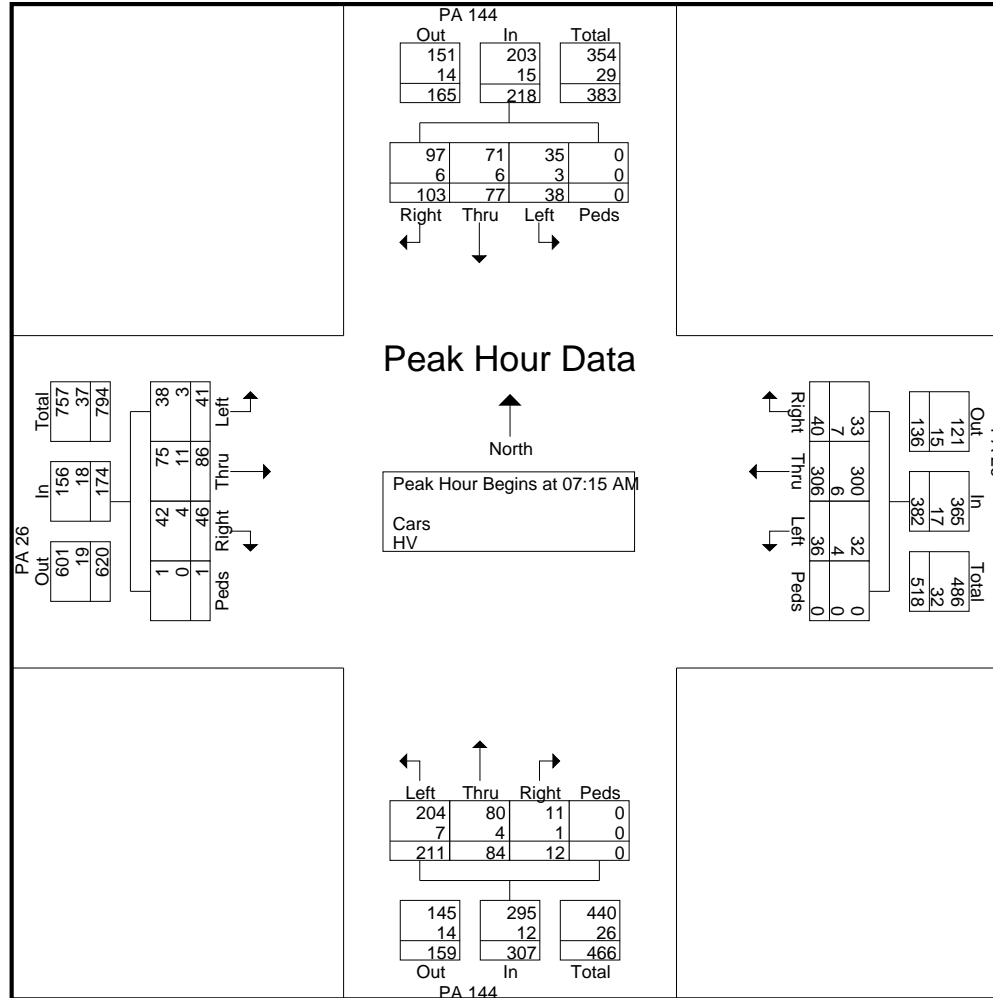 PA 144
Out In Total
151 203 354
14 15 29
165 218 383
97 71 35 0
6 6 3 0
103 77 38 0
Right Thru Left Peds
Peak Hour Data
North
Peak Hour Begins at 07:15 AM
Cars
HV
PA 26
Out In Total
601 156 757
19 18 37
620 174 794
Peds Right Thru Left
1 42 75 38
0 4 11 3
1 46 86 41
Out In Total
121 365 486
15 17 32
136 382 518
33 300 32 0
7 6 4 0
40 306 36 0
Right Thru Left Peds
Left Thru Right Peds
204 80 11 0
7 4 1 0
211 84 12 0
145 295 440
14 12 26
159 307 466
Out In Total
PA 144